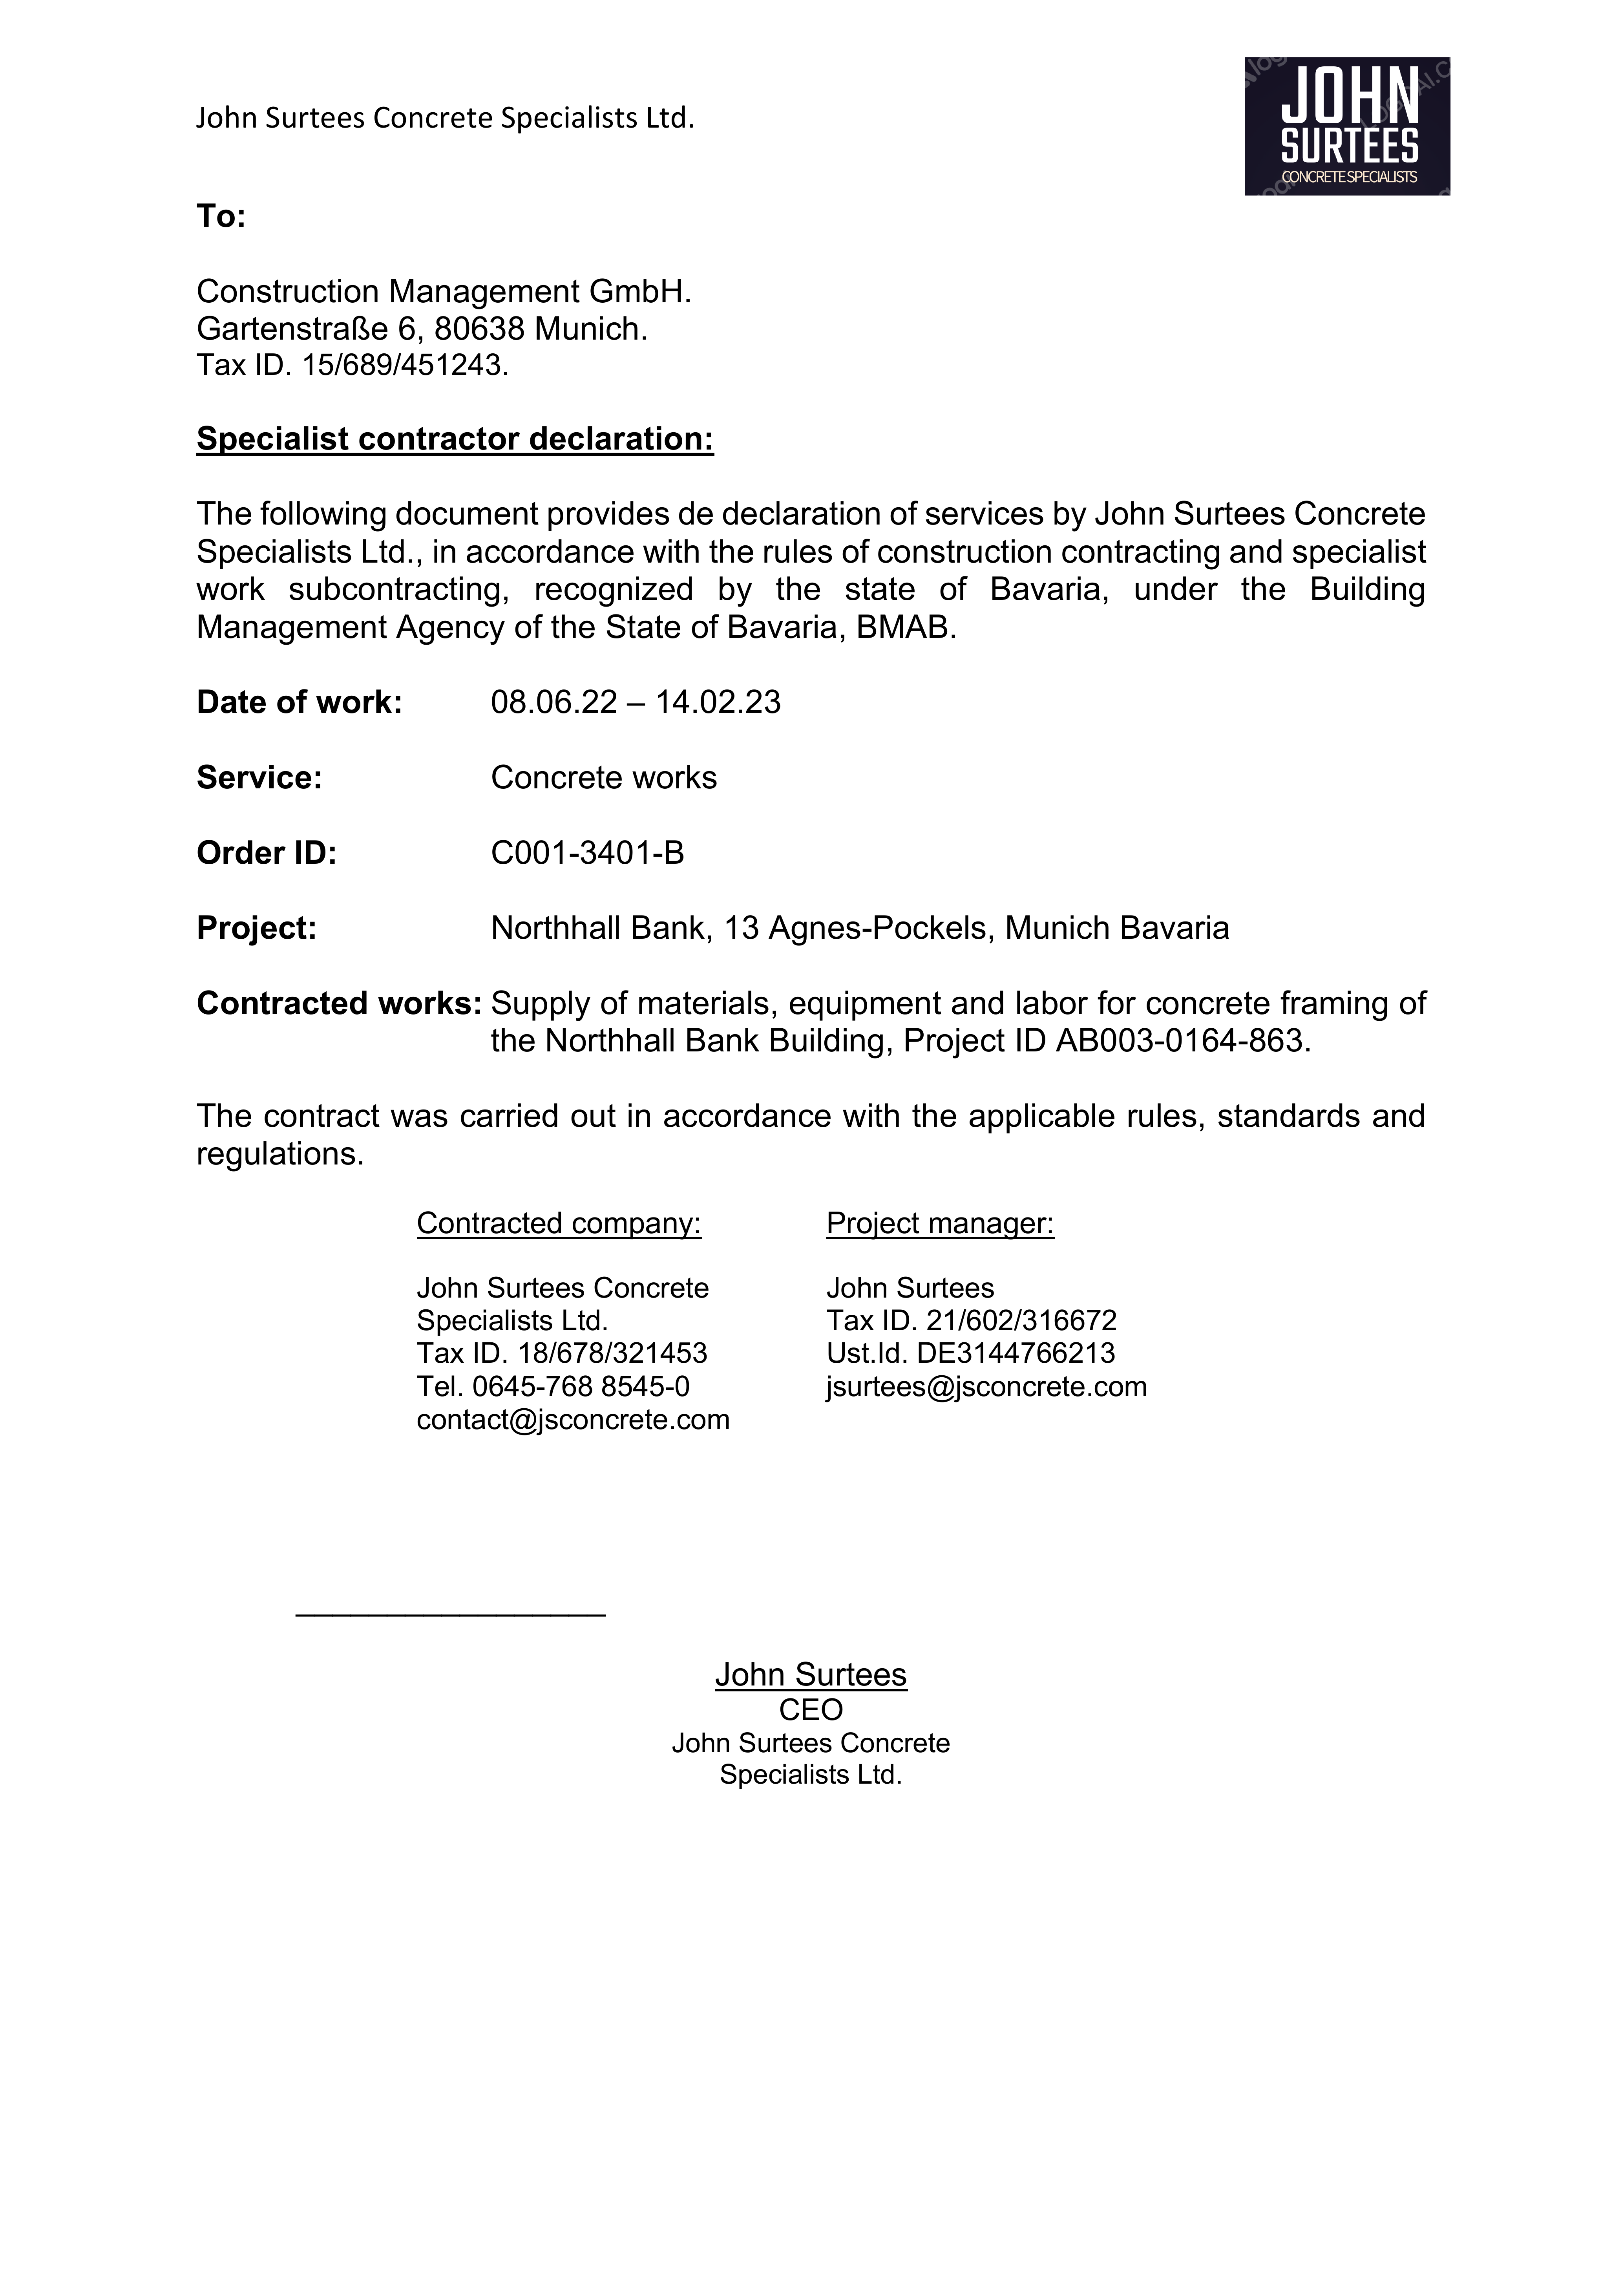 John Surtees Concrete Specialists Ltd.
JOHN
SURTEES
CONCRETE SPECIALISTS
To:
Construction Management GmbH.
Gartenstraße 6, 80638 Munich.
Tax ID. 15/689/451243.
Specialist contractor declaration:
The following document provides de declaration of services by John Surtees Concrete
Specialists Ltd., in accordance with the rules of construction contracting and specialist
work subcontracting, recognized by the state of Bavaria, under the Building
Management Agency of the State of Bavaria, BMAB.
Date of work: 08.06.22 – 14.02.23
Service: Concrete works
Order ID: C001-3401-B
Project: Northhall Bank, 13 Agnes-Pockels, Munich Bavaria
Contracted works: Supply of materials, equipment and labor for concrete framing of
the Northhall Bank Building, Project ID AB003-0164-863.
The contract was carried out in accordance with the applicable rules, standards and
regulations.
Contracted company:
John Surtees Concrete
Specialists Ltd.
Tax ID. 18/678/321453
Tel. 0645-768 8545-0
contact@jsconcrete.com
Project manager:
John Surtees
Tax ID. 21/602/316672
Ust.Id. DE3144766213
jsurtees@jsconcrete.com
John Surtees
CEO
John Surtees Concrete
Specialists Ltd.